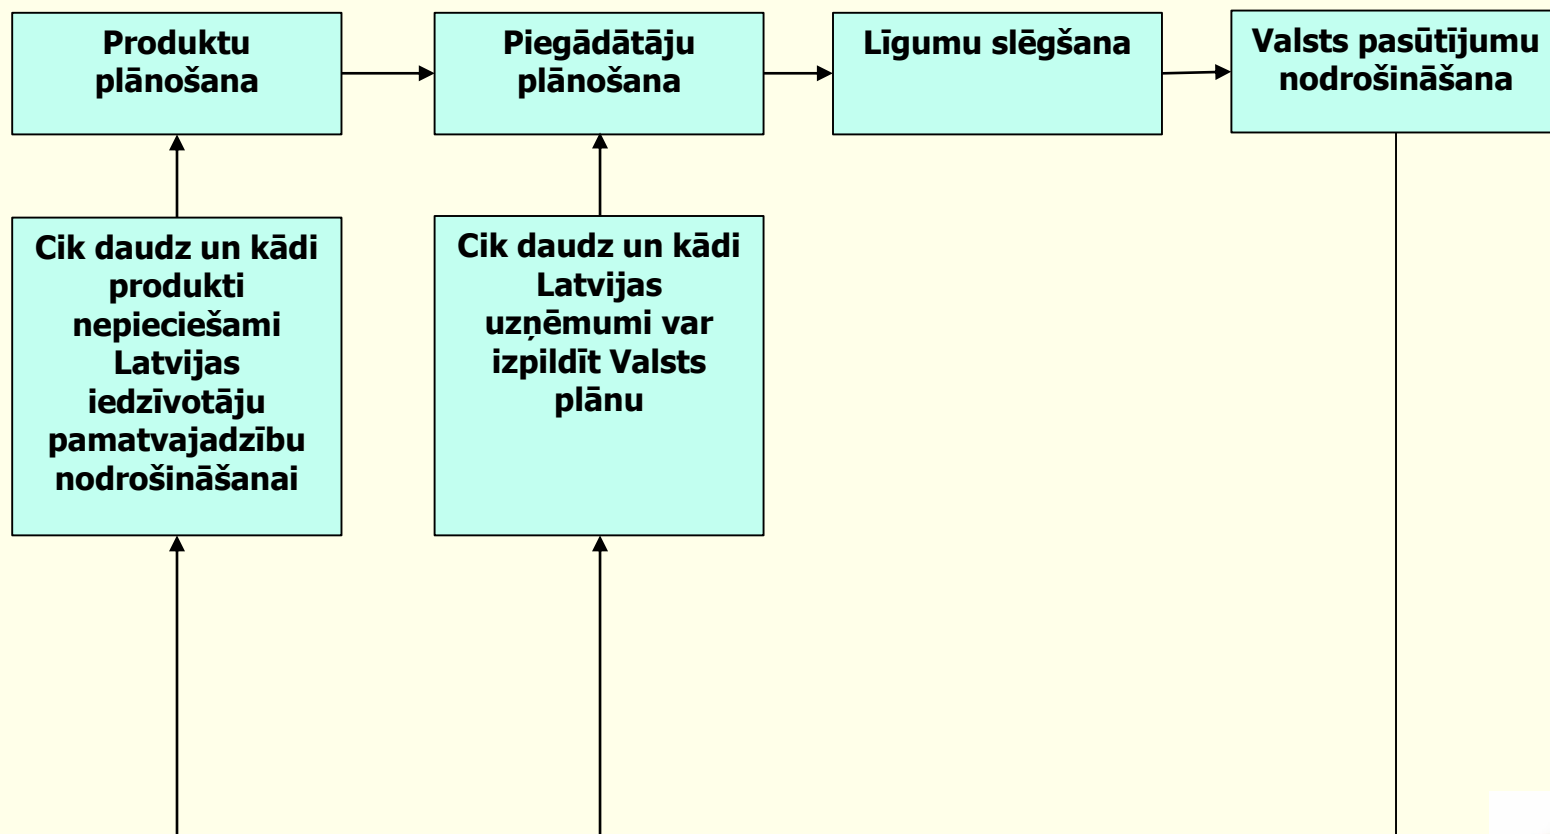 Produktu
plānošana
Piegādātāju
plānošana
Līgumu slēgšana
Valsts pasūtījumu
nodrošināšana
Cik daudz un kādi
produkti
nepieciešami
Latvijas
iedzīvotāju
pamatvajadzību
nodrošināšanai
Cik daudz un kādi
Latvijas
uzņēmumi var
izpildīt Valsts
plānu